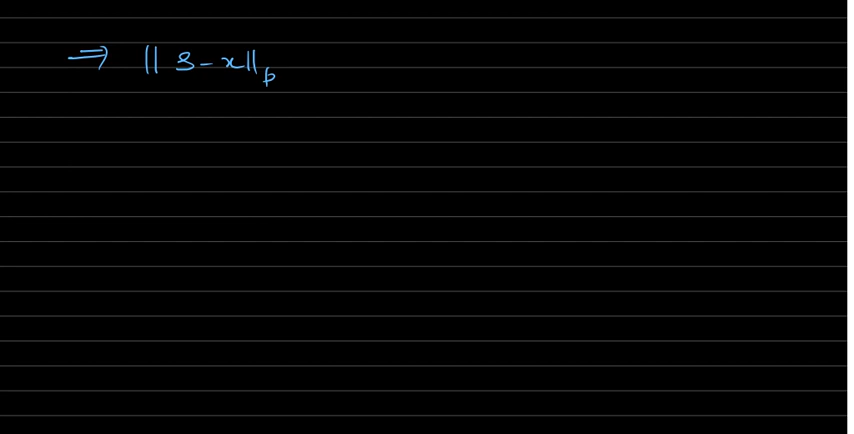 ⇒ || s - x ||_p